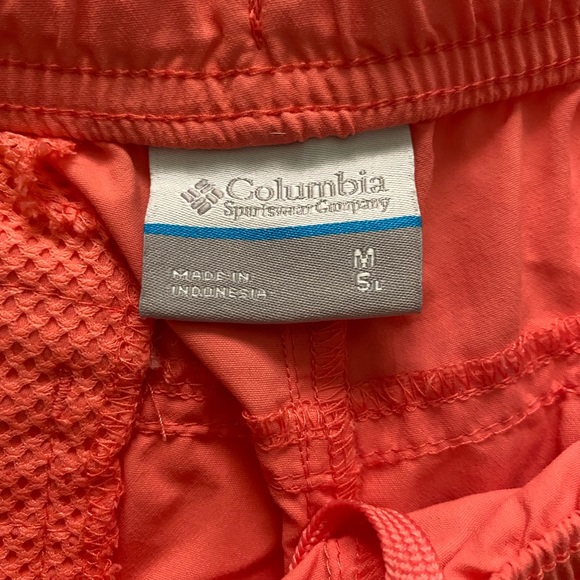 Columbia
Sportswear Company
MADE IN
INDONESIA
M
5L